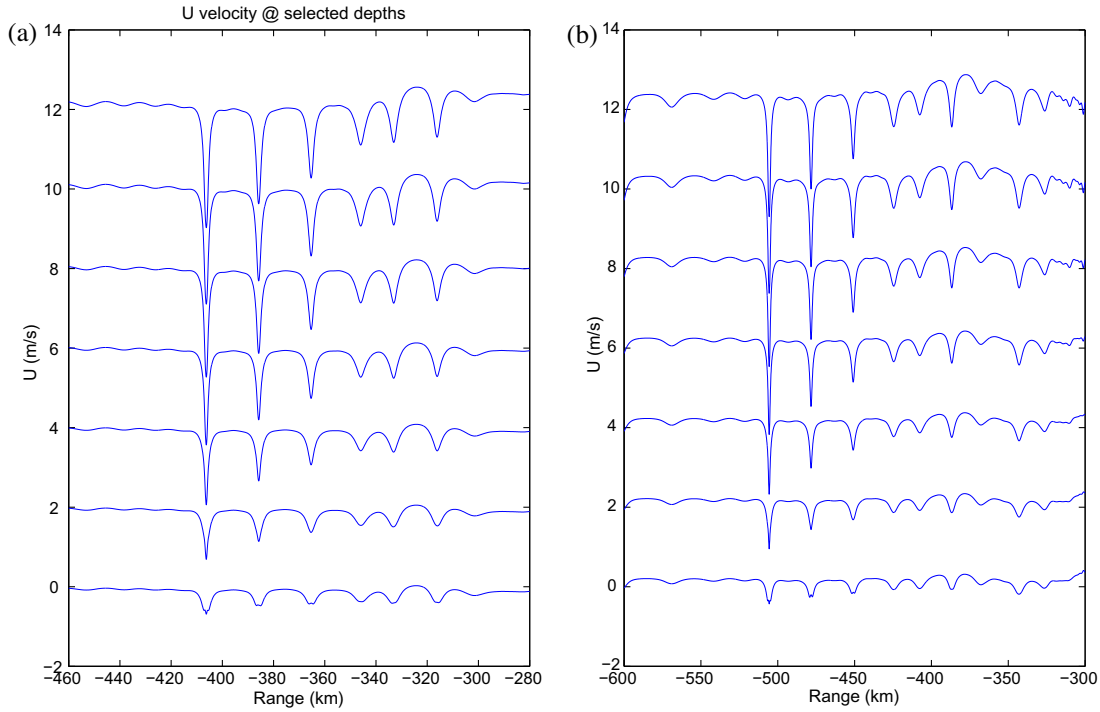 U velocity @ selected depths
(a)
14
12
10
8
6
4
2
0
−2
U (m/s)
−460 −440 −420 −400 −380 −360 −340 −320 −300 −280
Range (km)
(b)
14
12
10
8
6
4
2
0
−2
U (m/s)
−600 −550 −500 −450 −400 −350 −300
Range (km)